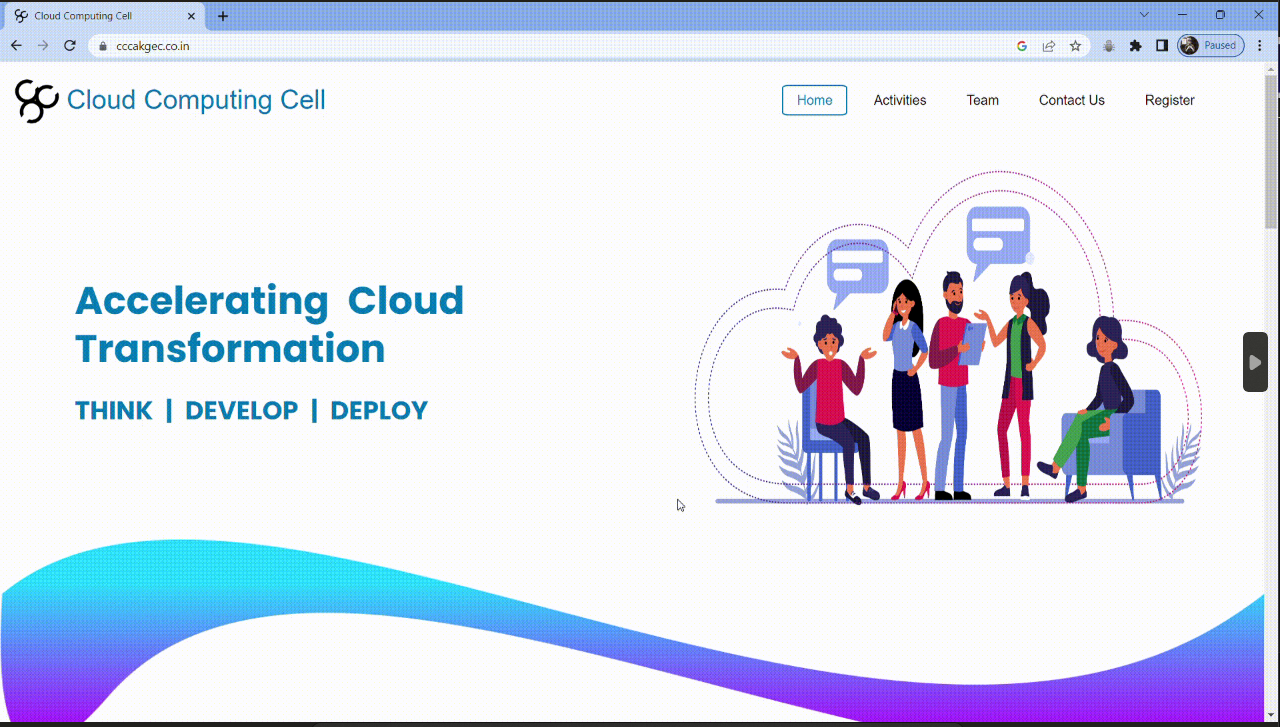 Cloud Computing Cell
cccakgec.co.in
Paused
Cloud Computing Cell
Home
Activities
Team
Contact Us
Register
Accelerating Cloud
Transformation
THINK | DEVELOP | DEPLOY